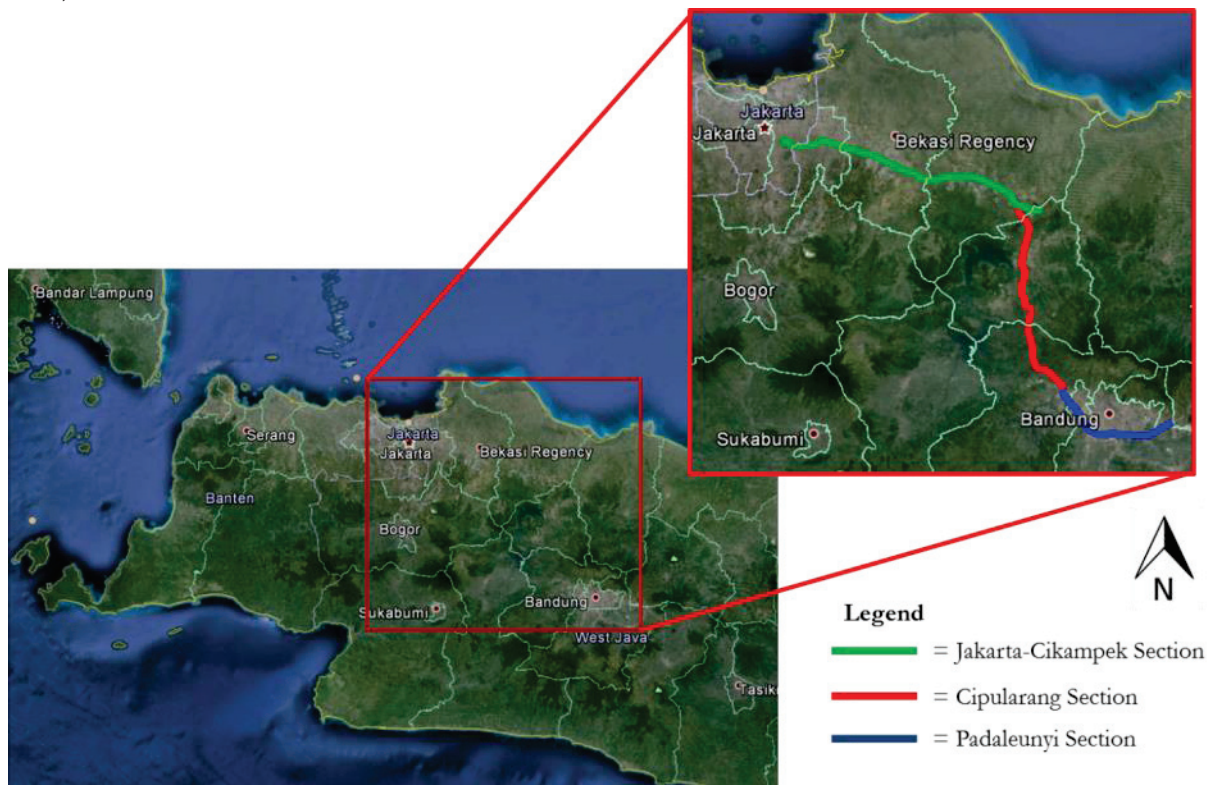 Jakarta
Jakarta
Bekasi Regency
Bogor
Bandung
Sukabumi
Bandar Lampung
Serang
Jakarta
Jakarta
Bekasi Regency
Banten
Bogor
Sukabumi
Bandung
West Java
Tasik
N
Legend
= Jakarta-Cikampek Section
= Cipularang Section
= Padaleunyi Section